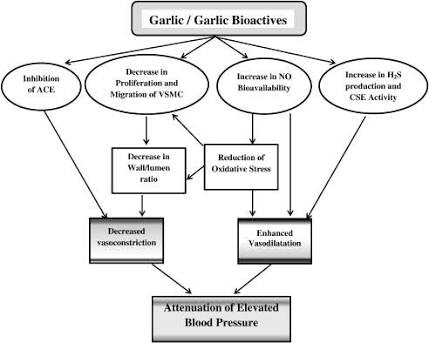 Garlic / Garlic Bioactives
Inhibition
of ACE
Decrease in
Proliferation and
Migration of VSMC
Increase in NO
Bioavailability
Increase in H₂S
production and
CSE Activity
Decrease in
Wall/lumen
ratio
Reduction of
Oxidative Stress
Decreased
vasoconstriction
Enhanced
Vasodilatation
Attenuation of Elevated
Blood Pressure